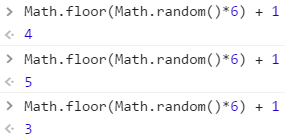 > Math.floor(Math.random()*6) + 1
< 4
> Math.floor(Math.random()*6) + 1
< 5
> Math.floor(Math.random()*6) + 1
< 3